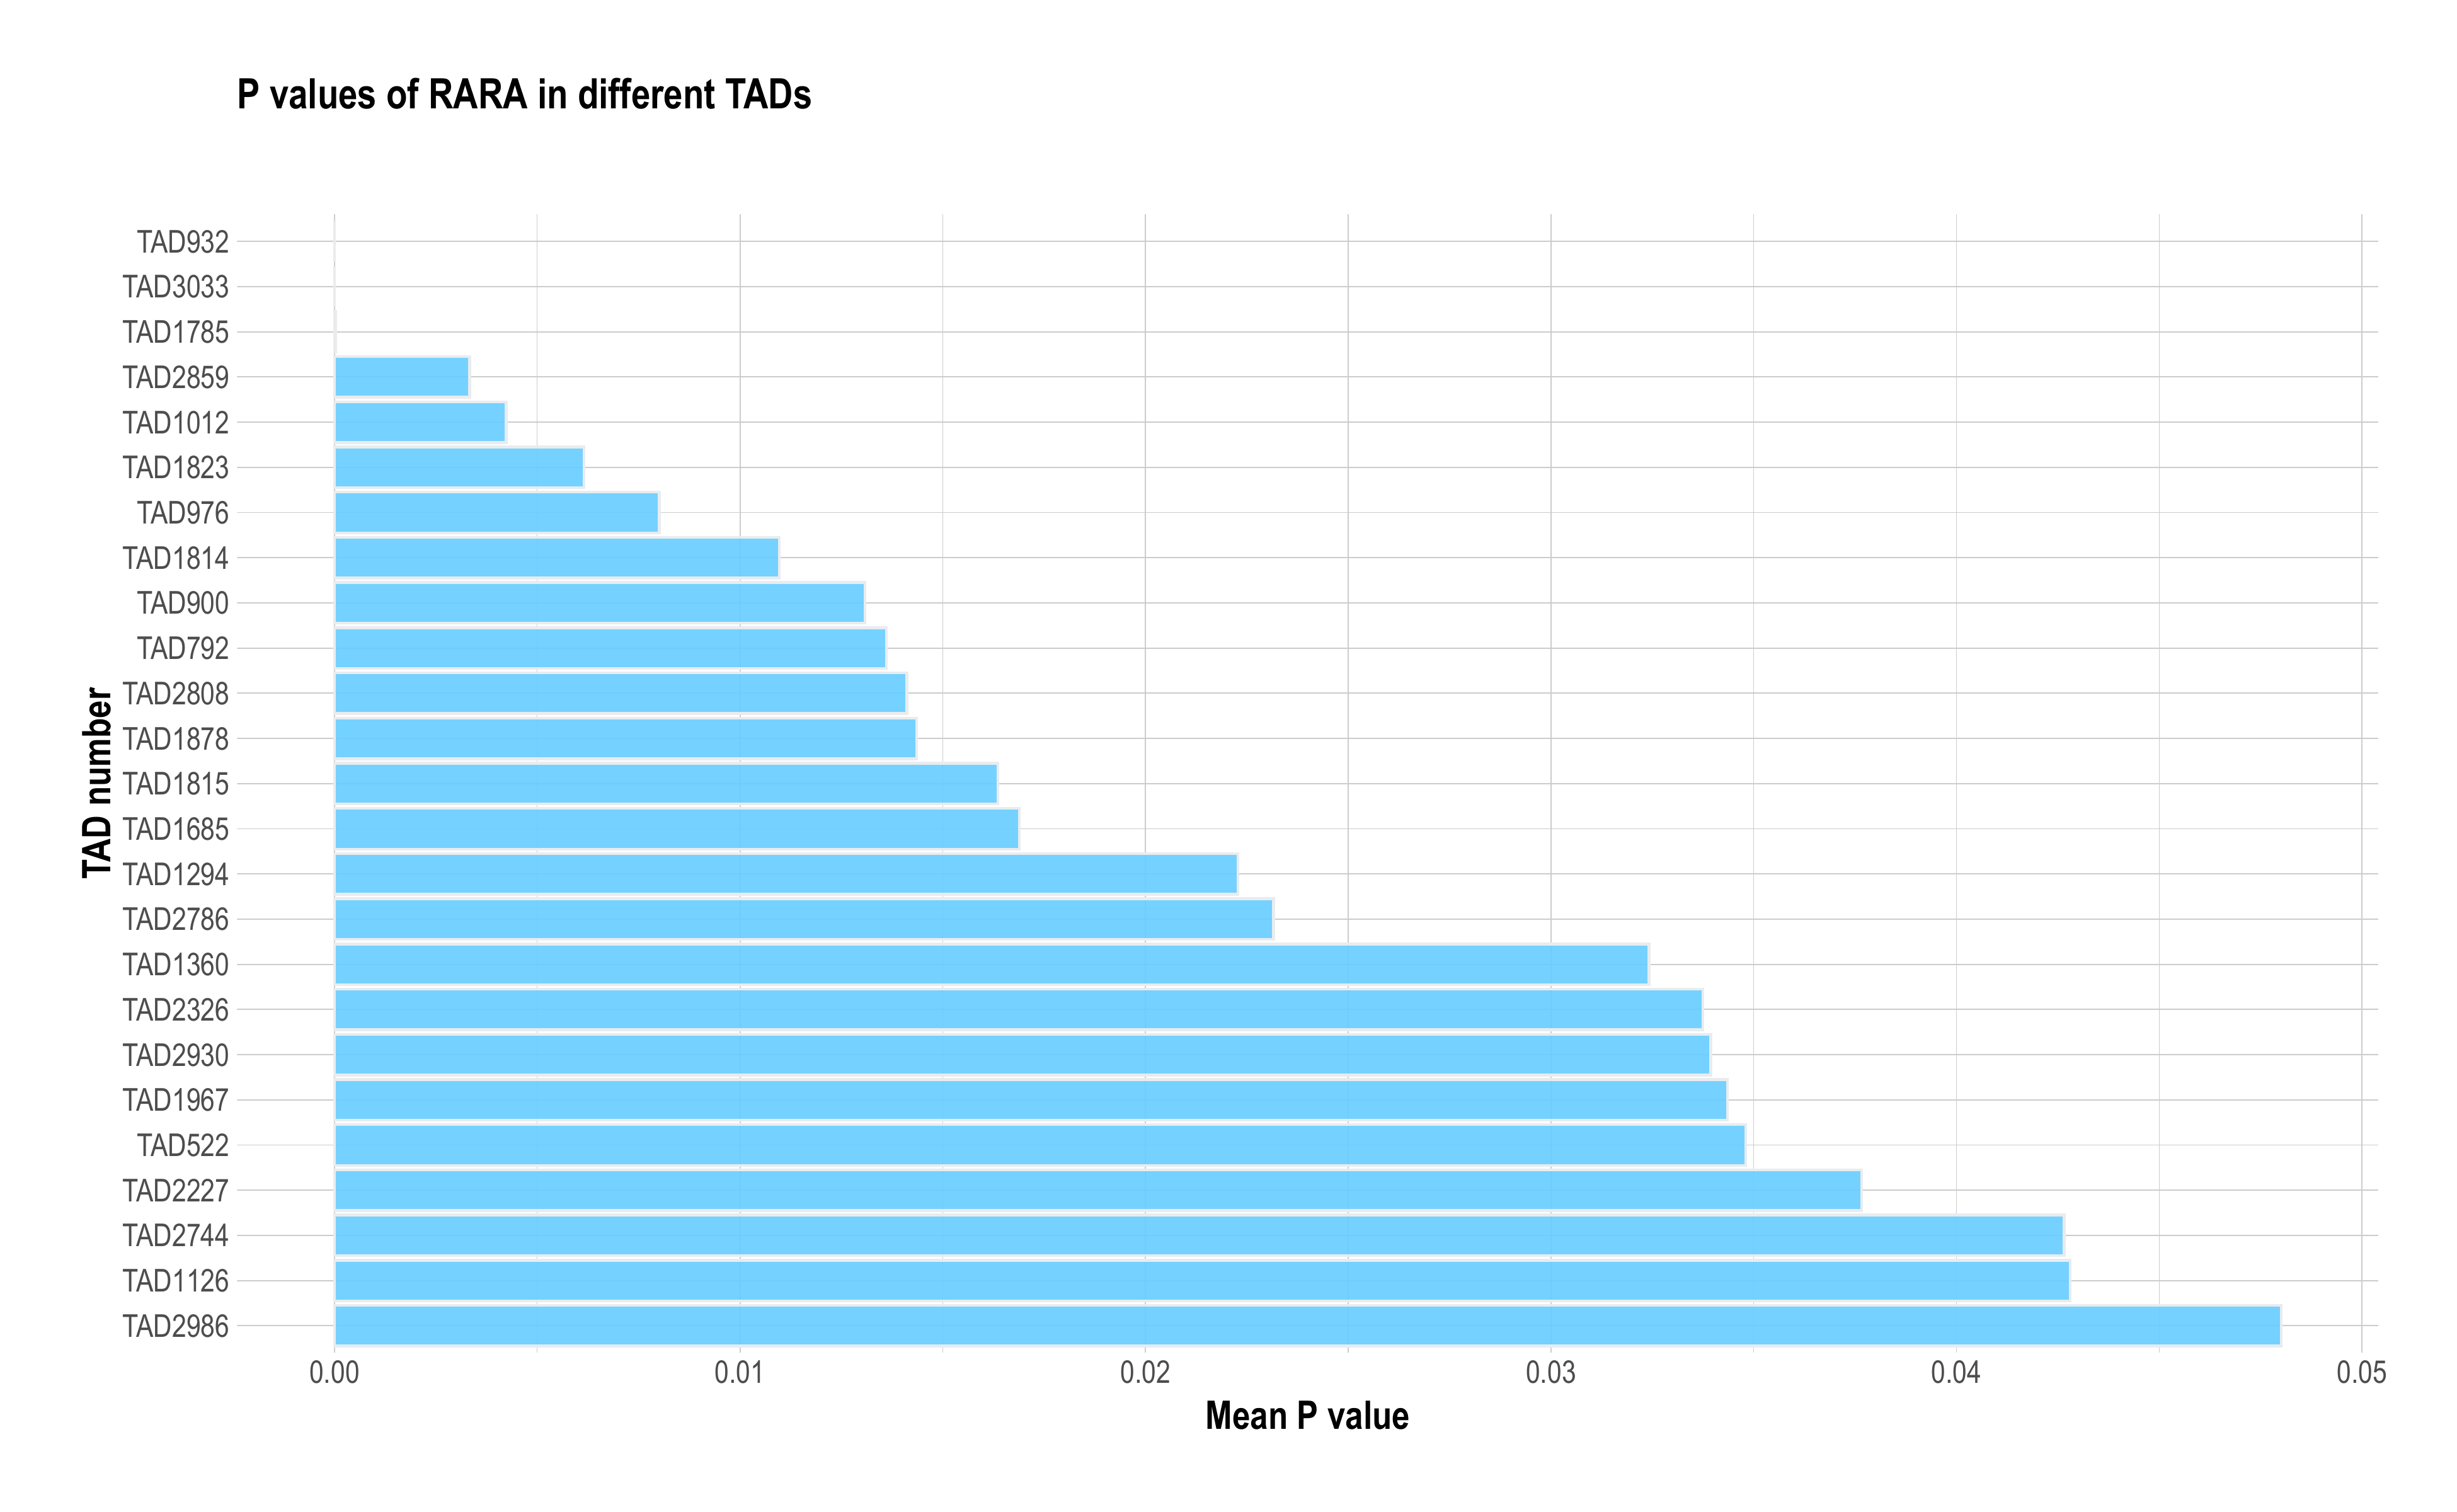 P values of RARA in different TADs
TAD932
TAD3033
TAD1785
TAD2859
TAD1012
TAD1823
TAD976
TAD1814
TAD900
TAD792
TAD2808
TAD1878
TAD1815
TAD1685
TAD1294
TAD2786
TAD1360
TAD2326
TAD2930
TAD1967
TAD522
TAD2227
TAD2744
TAD1126
TAD2986
TAD number
0.00 0.01 0.02 0.03 0.04 0.05
Mean P value